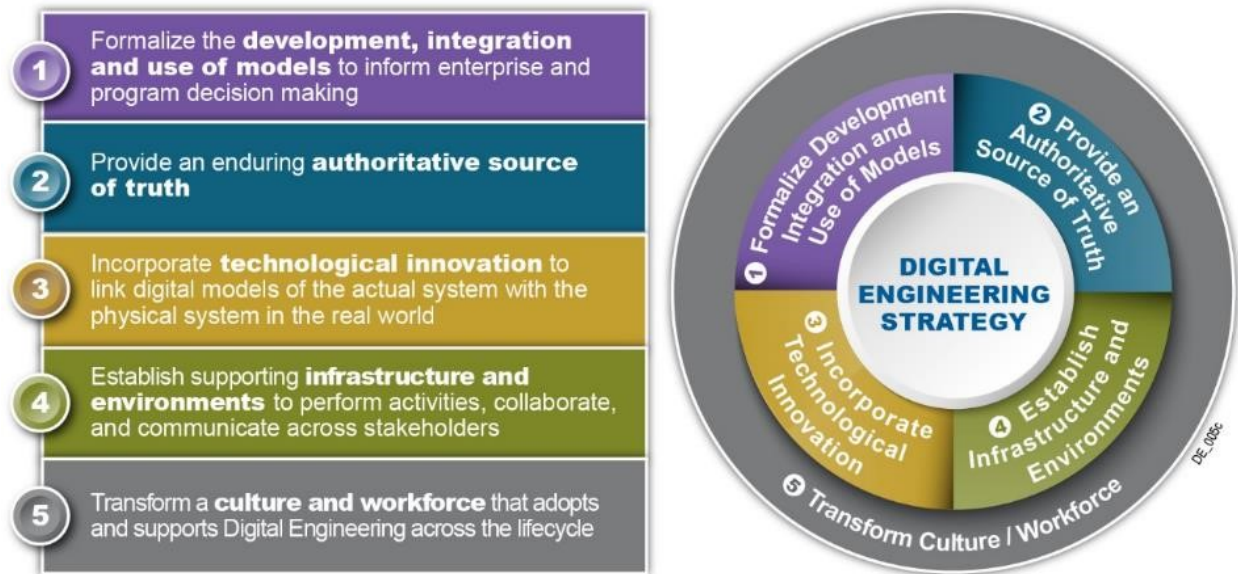 1
Formalize the development, integration
and use of models to inform enterprise and
program decision making
2
Provide an enduring authoritative source
of truth
3
Incorporate technological innovation to
link digital models of the actual system with the
physical system in the real world
4
Establish supporting infrastructure and
environments to perform activities, collaborate,
and communicate across stakeholders
5
Transform a culture and workforce that adopts
and supports Digital Engineering across the lifecycle
1 Formalize Development
Integration and
Use of Models
2 Provide an
Authoritative
Source of Truth
DIGITAL
ENGINEERING
STRATEGY
3 Incorporate
Technological
Innovation
4 Establish
Infrastructure and
Environments
5 Transform Culture / Workforce
DE_005c